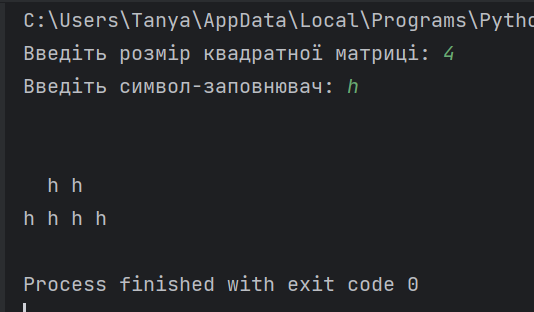 C:\Users\Tanya\AppData\Local\Programs\Pytho
Введіть розмір квадратної матриці: 4
Введіть символ-заповнювач: h
h h
h h h h
Process finished with exit code 0